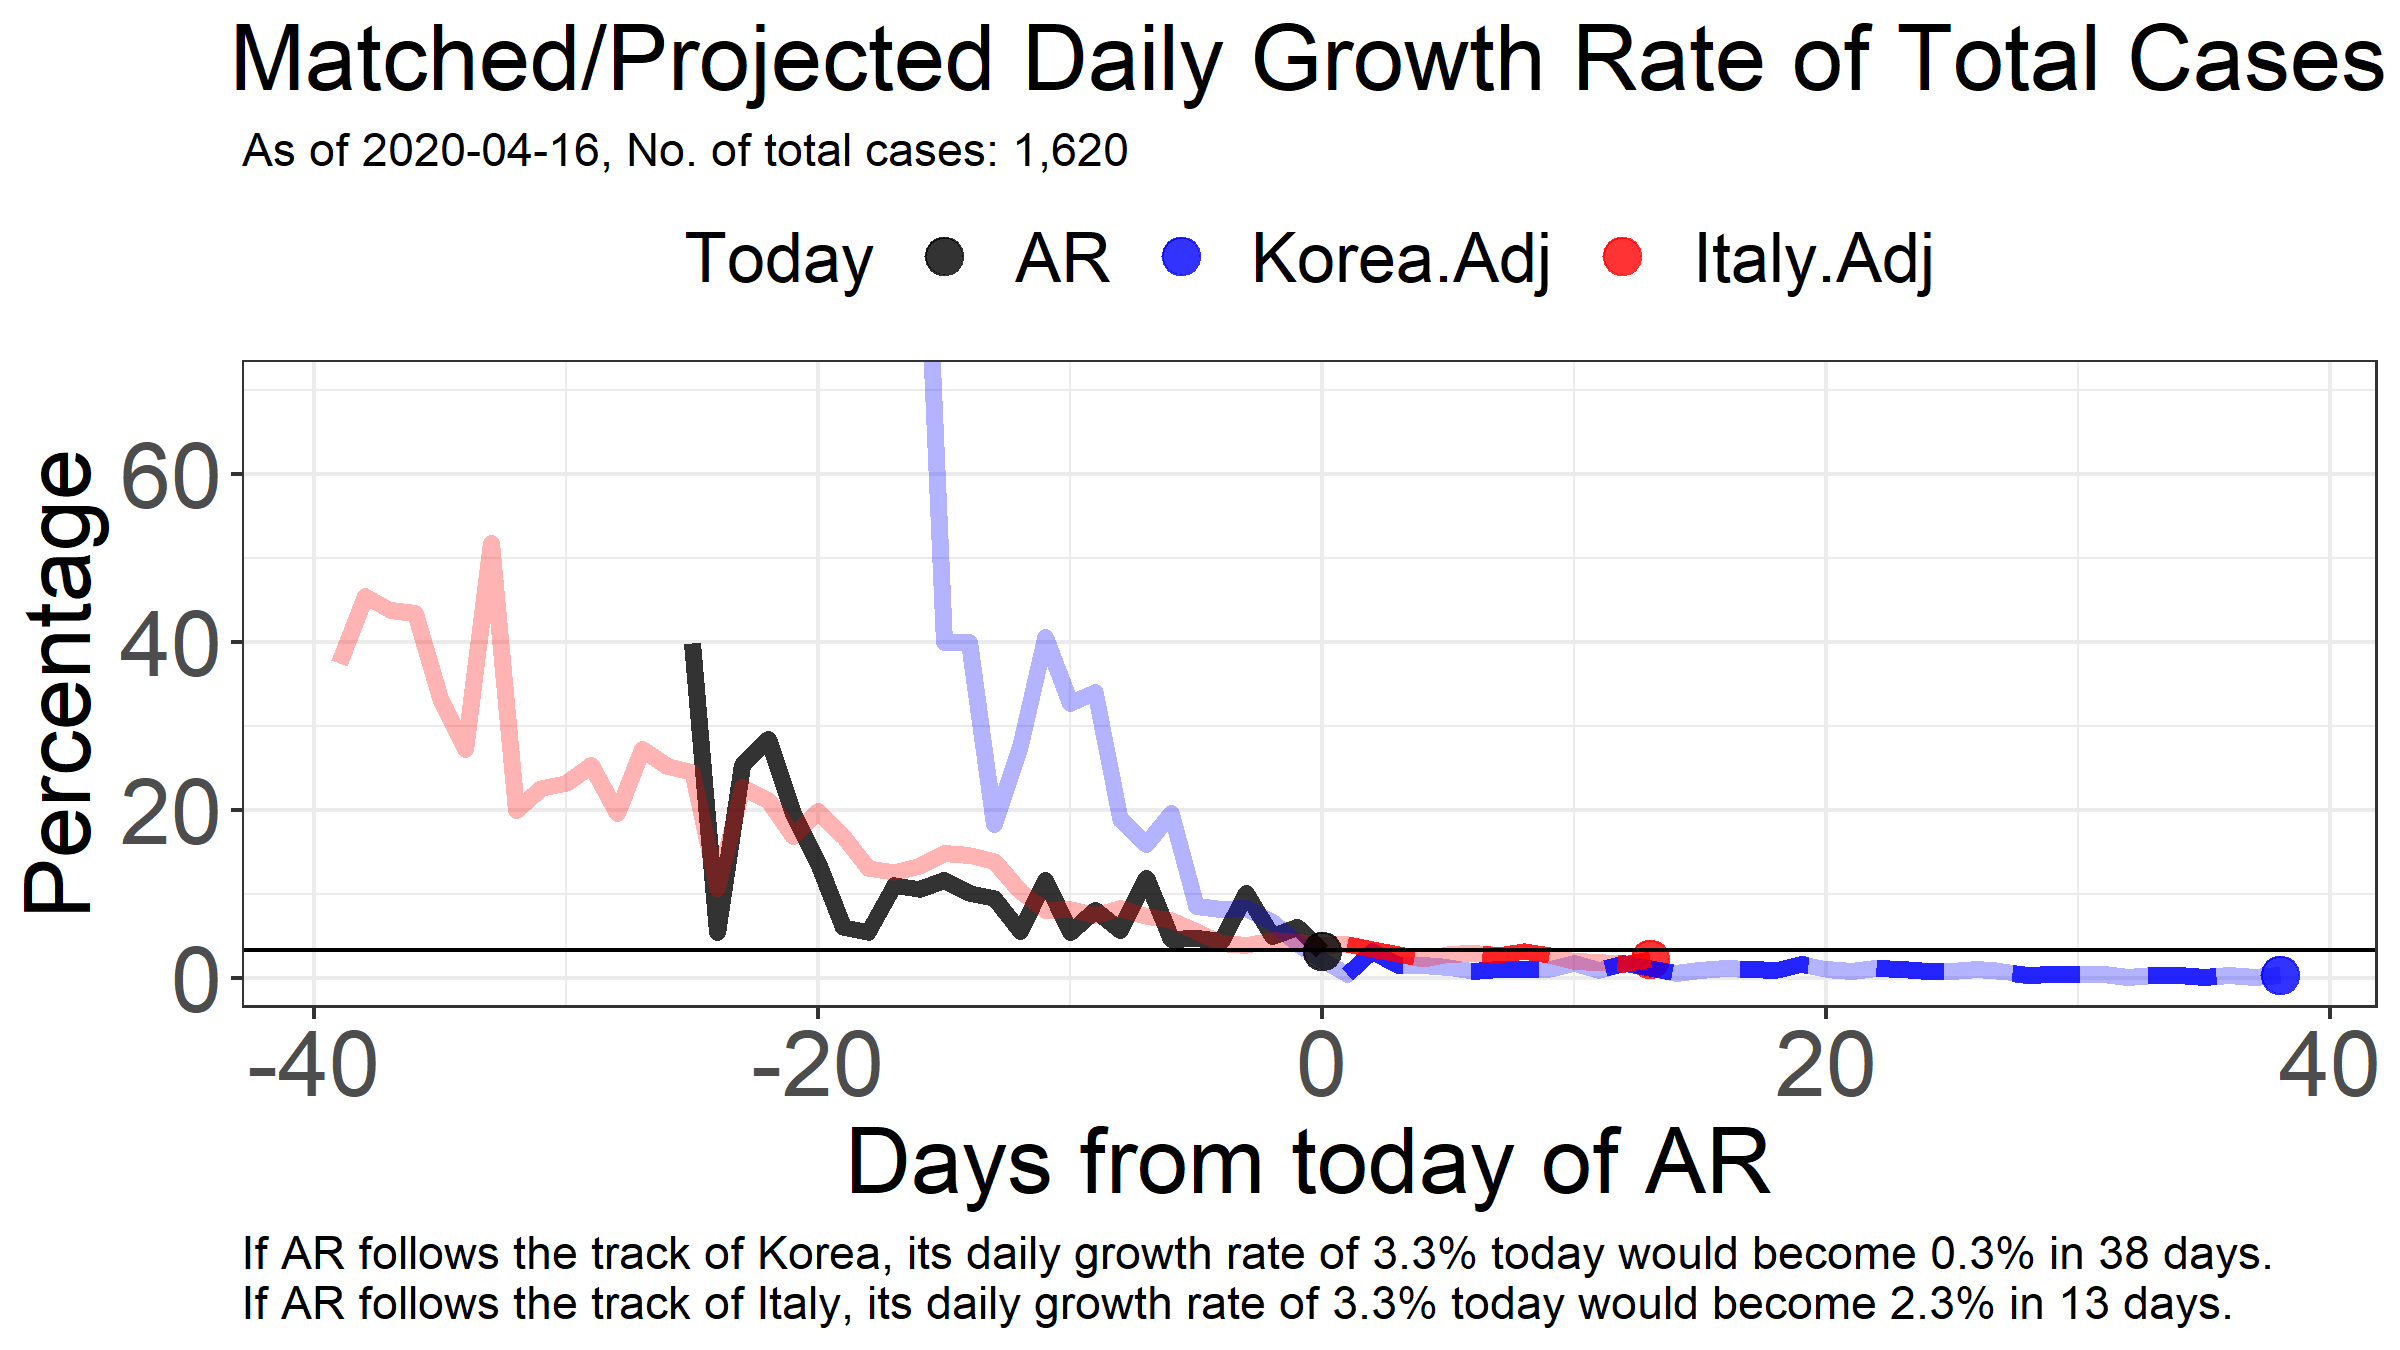 Matched/Projected Daily Growth Rate of Total Cases
As of 2020-04-16, No. of total cases: 1,620
Today AR Korea.Adj Italy.Adj
Percentage
60
40
20
0
-40 -20 0 20 40
Days from today of AR
If AR follows the track of Korea, its daily growth rate of 3.3% today would become 0.3% in 38 days.
If AR follows the track of Italy, its daily growth rate of 3.3% today would become 2.3% in 13 days.